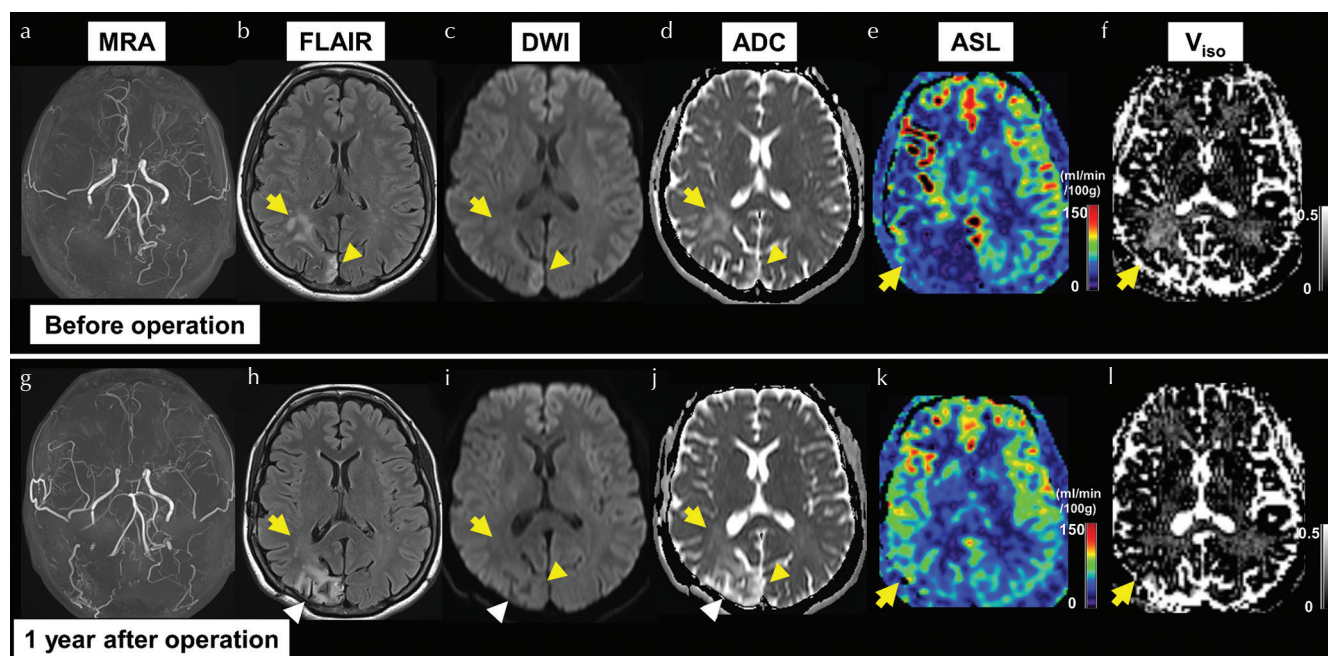 a MRA b FLAIR c DWI d ADC e ASL f Viso
(ml/min
/100g)
150
0
0.5
0
Before operation
g h i j k l
(ml/min
/100g)
150
0
0.5
0
1 year after operation